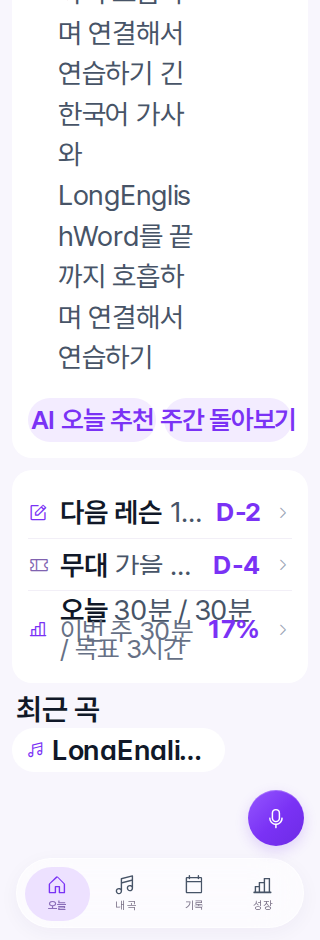 며 연결해서
연습하기 긴
한국어 가사
와
LongEnglis
hWord를 끝
까지 호흡하
며 연결해서
연습하기
AI 오늘 추천 주간 돌아보기
다음 레슨 1... D-2
무대 가을 ... D-4
오늘 30분 / 30분
이번 주 30분 17%
/ 목표 3시간
최근 곡
LongEngli...
오늘 내 곡 기록 성장